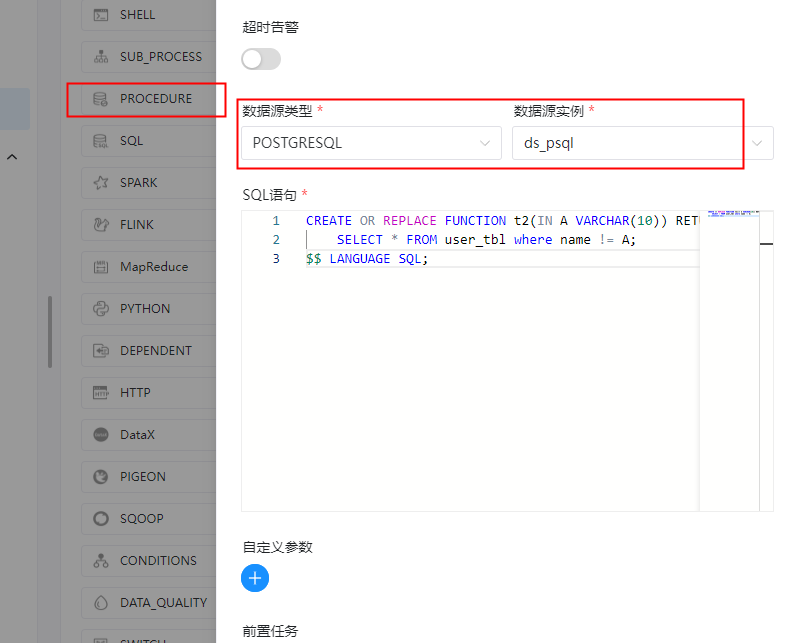 SHELL
SUB_PROCESS
PROCEDURE
SQL
SPARK
FLINK
MapReduce
PYTHON
DEPENDENT
HTTP
DataX
PIGEON
SQOOP
CONDITIONS
DATA_QUALITY
SWITCH
超时告警
数据源类型 * 数据源实例 *
POSTGRESQL ds_psql
SQL语句 *
1 CREATE OR REPLACE FUNCTION t2(IN A VARCHAR(10)) RETU
2 SELECT * FROM user_tbl where name != A;
3 $$ LANGUAGE SQL;
自定义参数
前置任务